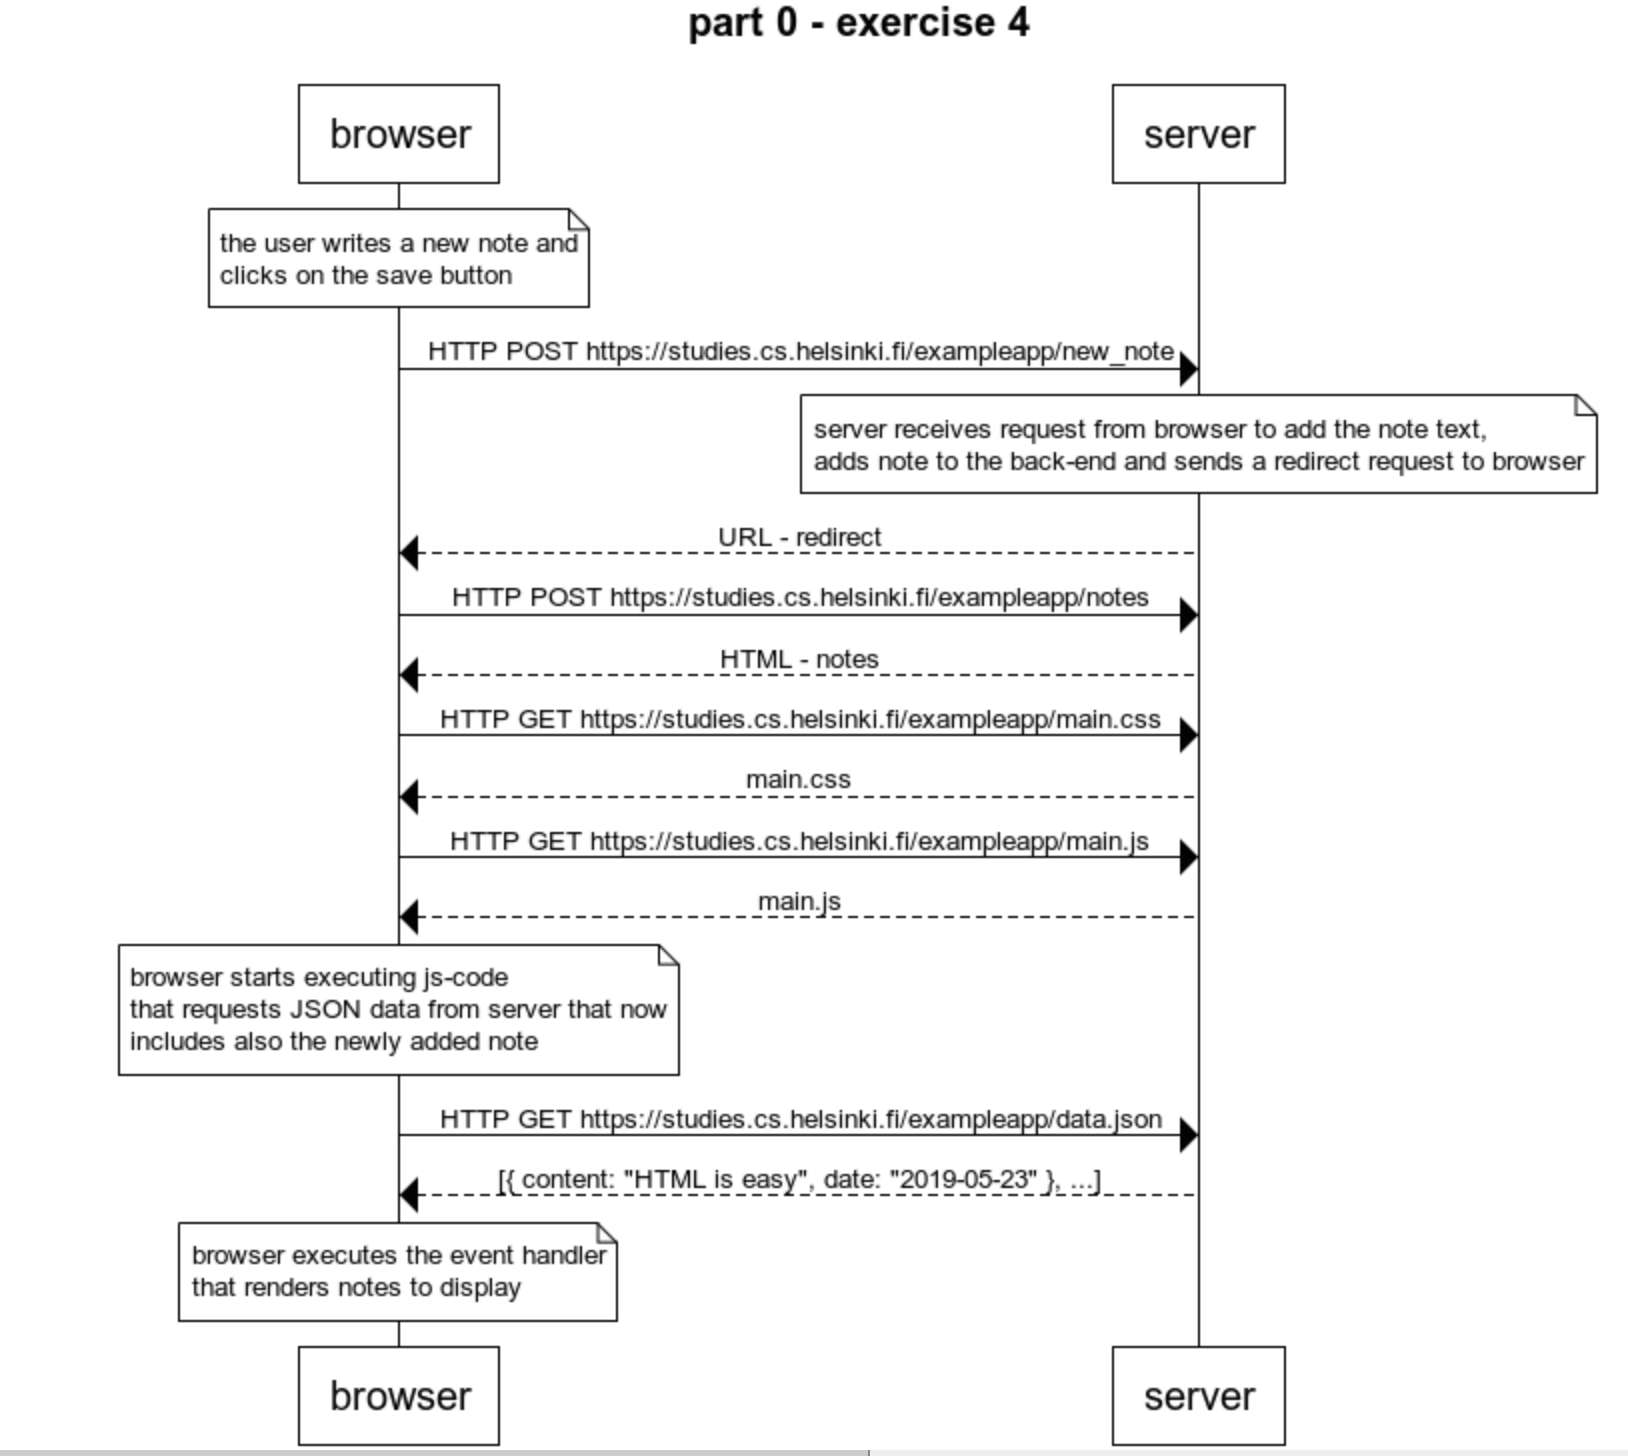 part 0 - exercise 4
browser
server
the user writes a new note and
clicks on the save button
HTTP POST https://studies.cs.helsinki.fi/exampleapp/new_note
server receives request from browser to add the note text,
adds note to the back-end and sends a redirect request to browser
URL - redirect
HTTP POST https://studies.cs.helsinki.fi/exampleapp/notes
HTML - notes
HTTP GET https://studies.cs.helsinki.fi/exampleapp/main.css
main.css
HTTP GET https://studies.cs.helsinki.fi/exampleapp/main.js
main.js
browser starts executing js-code
that requests JSON data from server that now
includes also the newly added note
HTTP GET https://studies.cs.helsinki.fi/exampleapp/data.json
[{ content: "HTML is easy", date: "2019-05-23" }, ...]
browser executes the event handler
that renders notes to display
browser
server